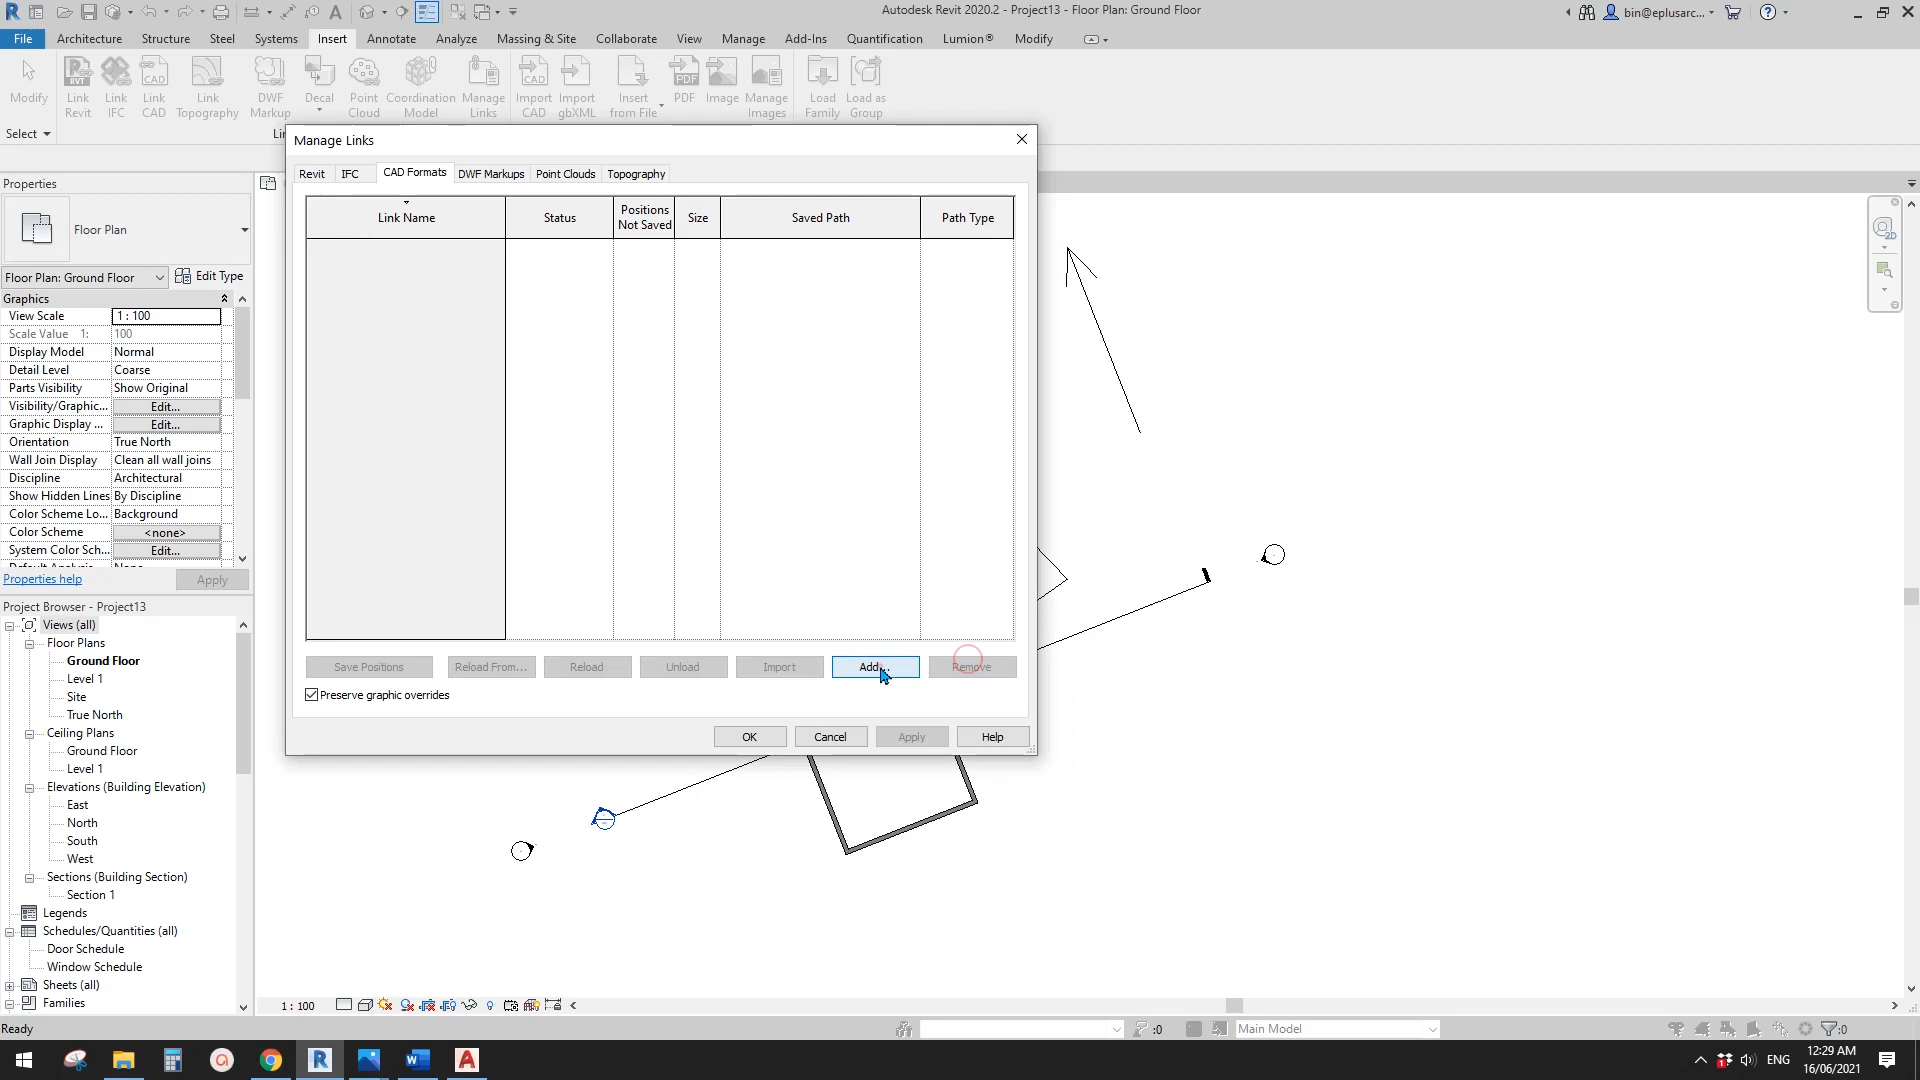 Autodesk Revit 2020.2 - Project13 - Floor Plan: Ground Floor
bin@eplusarc...
File Architecture Structure Steel Systems Insert Annotate Analyze Massing & Site Collaborate View Manage Add-Ins Quantification Lumion® Modify
Modify
Link Revit
Link IFC
Link CAD
Link Topography
DWF Markup
Decal
Point Cloud
Coordination Model
Manage Links
Import CAD
Import gbXML
Insert from File
PDF
Image
Manage Images
Load Family
Load as Group
Select
Manage Links
Revit IFC CAD Formats DWF Markups Point Clouds Topography
Link Name
Status
Positions Not Saved
Size
Saved Path
Path Type
Save Positions Reload From... Reload Unload Import Add... Remove
Preserve graphic overrides
OK Cancel Apply Help
Properties
Floor Plan
Floor Plan: Ground Floor Edit Type
Graphics
View Scale 1 : 100
Scale Value 1: 100
Display Model Normal
Detail Level Coarse
Parts Visibility Show Original
Visibility/Graphic... Edit...
Graphic Display ... Edit...
Orientation True North
Wall Join Display Clean all wall joins
Discipline Architectural
Show Hidden Lines By Discipline
Color Scheme Lo... Background
Color Scheme <none>
System Color Sch... Edit...
Properties help Apply
Project Browser - Project13
Views (all)
Floor Plans
Ground Floor
Level 1
Site
True North
Ceiling Plans
Ground Floor
Level 1
Elevations (Building Elevation)
East
North
South
West
Sections (Building Section)
Section 1
Legends
Schedules/Quantities (all)
Door Schedule
Window Schedule
Sheets (all)
Families
1 : 100
Ready
:0
Main Model
:0
ENG
12:29 AM
16/06/2021